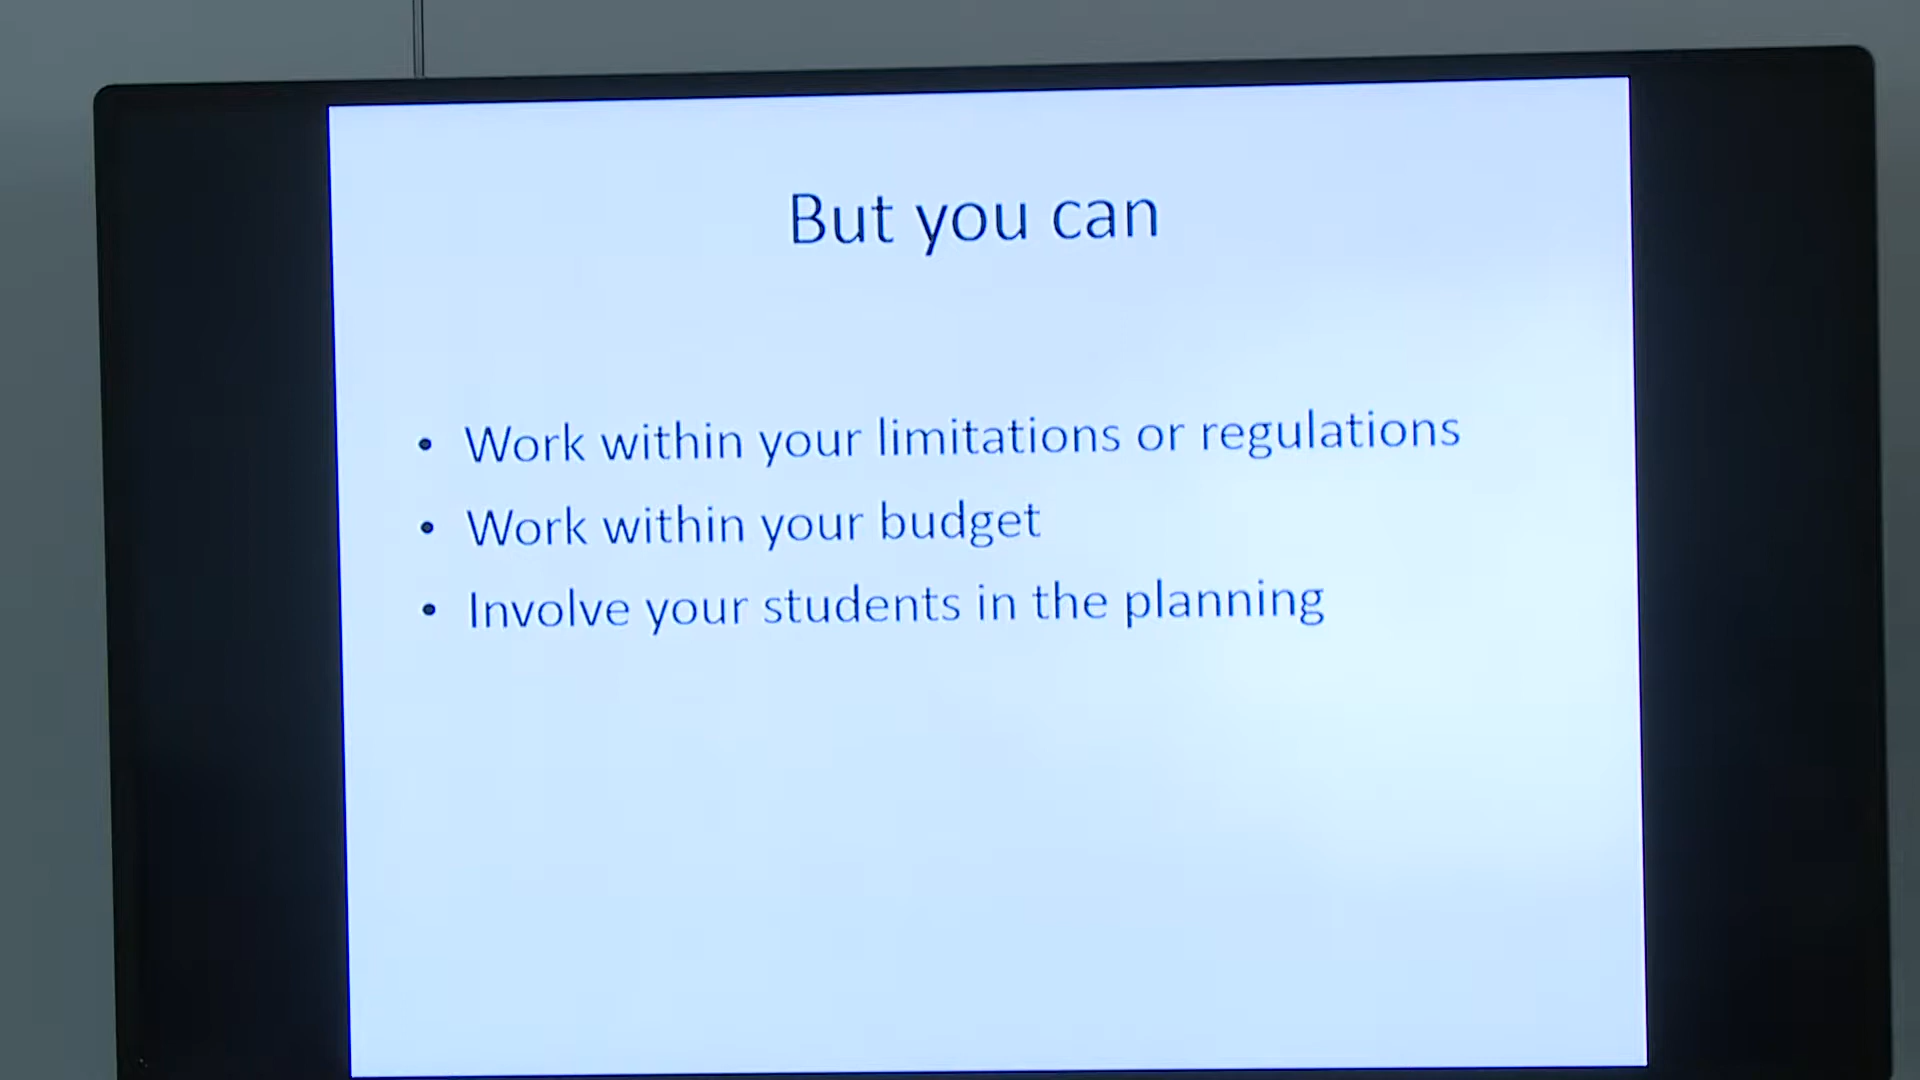 But you can
• Work within your limitations or regulations
• Work within your budget
• Involve your students in the planning